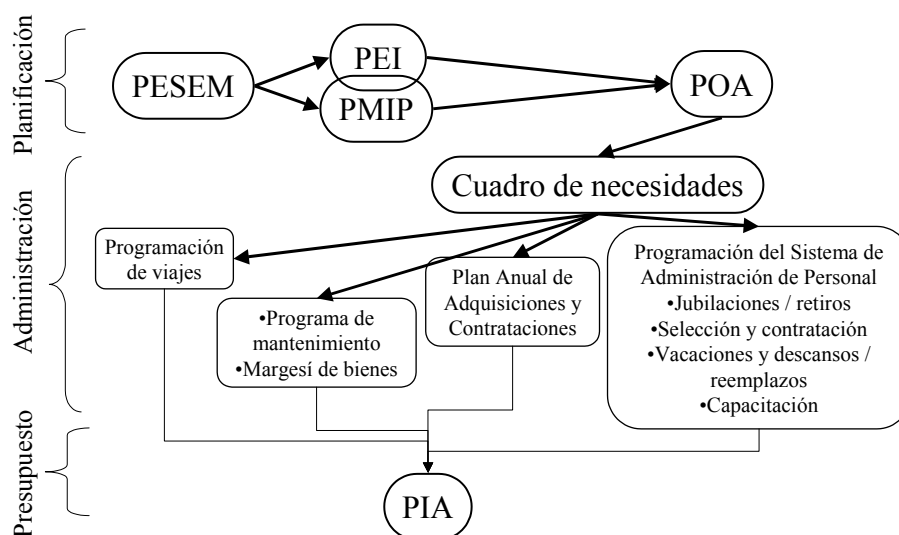 Planificación
PESEM
PEI
PMIP
POA
Administración
Cuadro de necesidades
Programación
de viajes
•Programa de
mantenimiento
•Margesí de bienes
Plan Anual de
Adquisiciones y
Contrataciones
Programación del Sistema de
Administración de Personal
•Jubilaciones / retiros
•Selección y contratación
•Vacaciones y descansos /
reemplazos
•Capacitación
Presupuesto
PIA